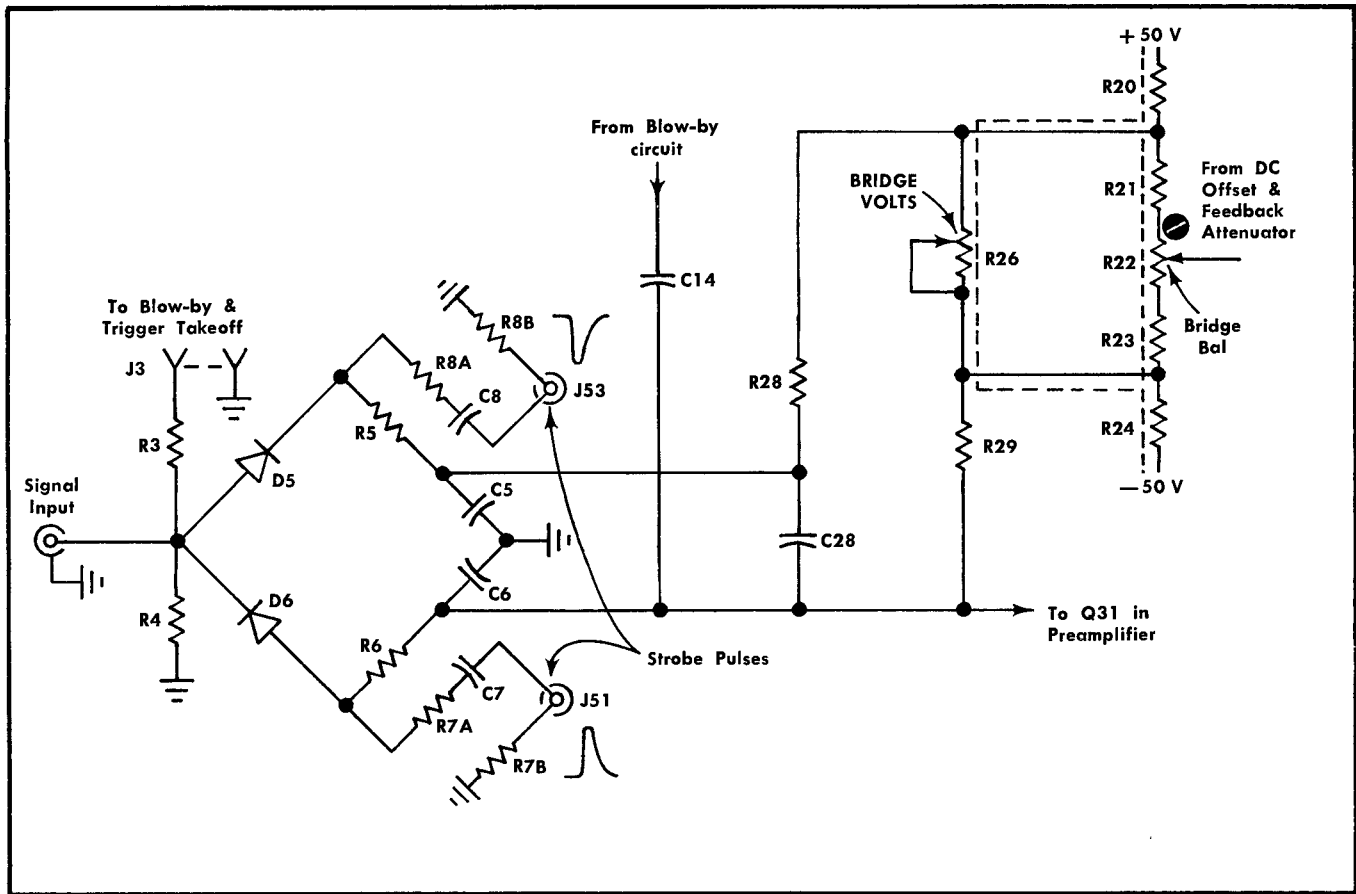 + 50 V
R20
From Blow-by
circuit
BRIDGE
VOLTS
R21
From DC
Offset &
Feedback
Attenuator
R26
R22
C14
To Blow-by &
Trigger Takeoff
J3
R8B
R8A
C8
J53
R28
R23
Bridge
Bal
R3
R5
R29
R24
D5
Signal
Input
C5
— 50 V
C28
C6
D6
R4
R6
To Q31 in
Preamplifier
Strobe Pulses
C7
J51
R7A
R7B